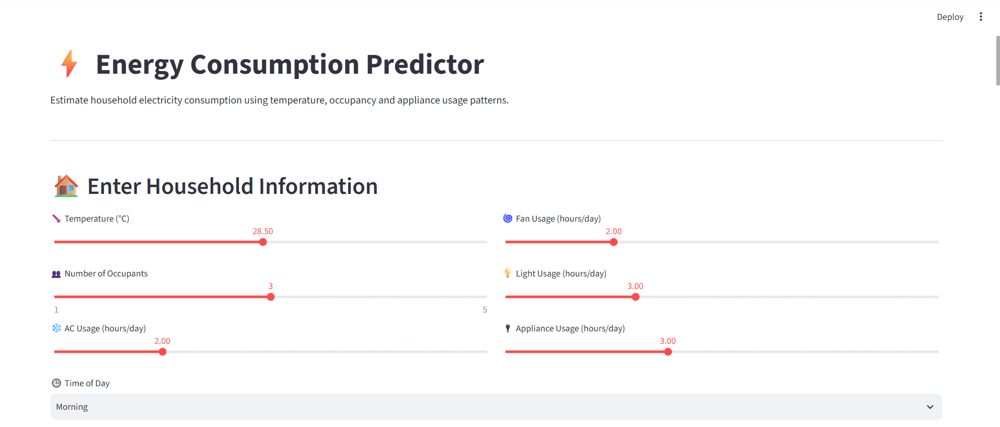 Deploy
Energy Consumption Predictor
Estimate household electricity consumption using temperature, occupancy and appliance usage patterns.
Enter Household Information
Temperature (°C)
28.50
Fan Usage (hours/day)
2.00
Number of Occupants
3
1
5
Light Usage (hours/day)
3.00
AC Usage (hours/day)
2.00
Appliance Usage (hours/day)
3.00
Time of Day
Morning